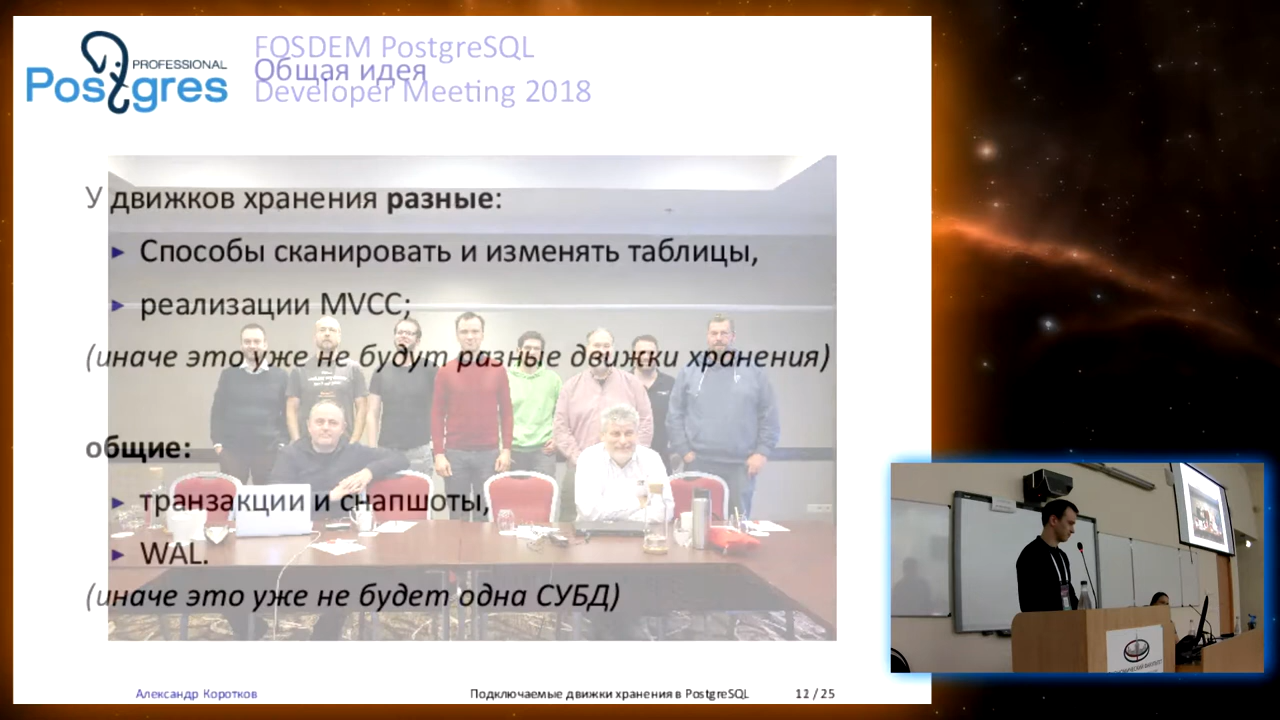 PROFESSIONAL
Postgres
FOSDEM PostgreSQL
Общая идея
Developer Meeting 2018
У движков хранения разные:
Способы сканировать и изменять таблицы,
реализации MVCC;
(иначе это уже не будут разные движки хранения)
общие:
транзакции и снапшоты,
WAL.
(иначе это уже не будет одна СУБД)
Александр Коротков
Подключаемые движки хранения в PostgreSQL